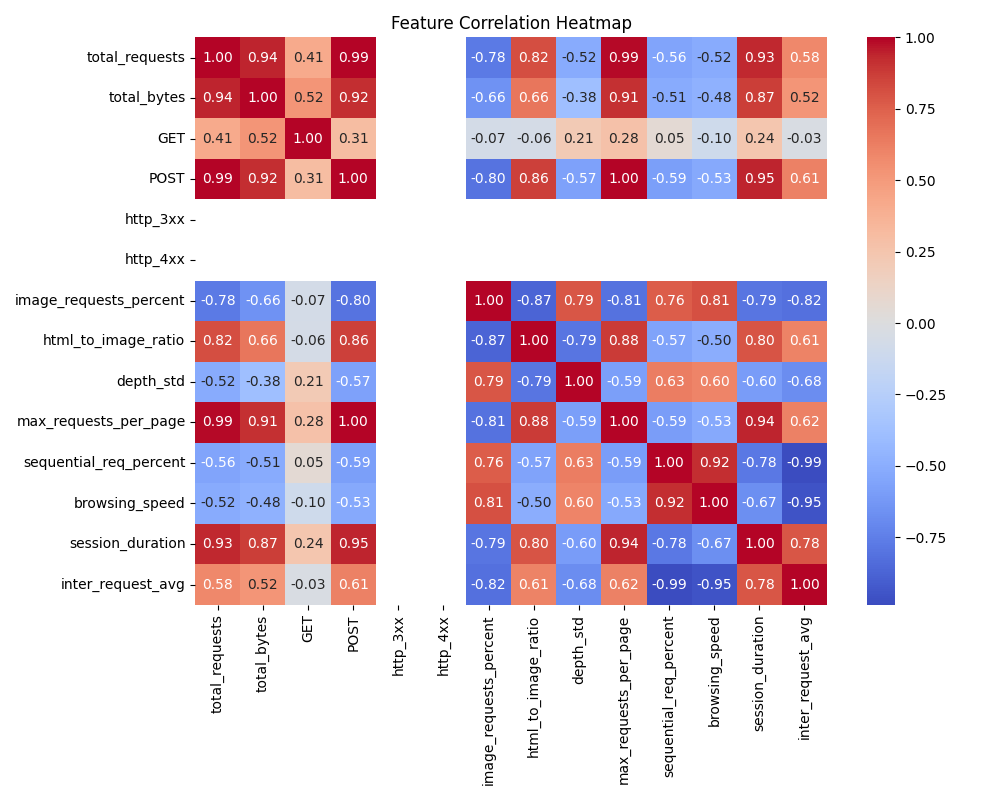 Feature Correlation Heatmap
total_requests 1.00 0.94 0.41 0.99 -0.78 0.82 -0.52 0.99 -0.56 -0.52 0.93 0.58
total_bytes 0.94 1.00 0.52 0.92 -0.66 0.66 -0.38 0.91 -0.51 -0.48 0.87 0.52
GET 0.41 0.52 1.00 0.31 -0.07 -0.06 0.21 0.28 0.05 -0.10 0.24 -0.03
POST 0.99 0.92 0.31 1.00 -0.80 0.86 -0.57 1.00 -0.59 -0.53 0.95 0.61
http_3xx
http_4xx
image_requests_percent -0.78 -0.66 -0.07 -0.80 1.00 -0.87 0.79 -0.81 0.76 0.81 -0.79 -0.82
html_to_image_ratio 0.82 0.66 -0.06 0.86 -0.87 1.00 -0.79 0.88 -0.57 -0.50 0.80 0.61
depth_std -0.52 -0.38 0.21 -0.57 0.79 -0.79 1.00 -0.59 0.63 0.60 -0.60 -0.68
max_requests_per_page 0.99 0.91 0.28 1.00 -0.81 0.88 -0.59 1.00 -0.59 -0.53 0.94 0.62
sequential_req_percent -0.56 -0.51 0.05 -0.59 0.76 -0.57 0.63 -0.59 1.00 0.92 -0.78 -0.99
browsing_speed -0.52 -0.48 -0.10 -0.53 0.81 -0.50 0.60 -0.53 0.92 1.00 -0.67 -0.95
session_duration 0.93 0.87 0.24 0.95 -0.79 0.80 -0.60 0.94 -0.78 -0.67 1.00 0.78
inter_request_avg 0.58 0.52 -0.03 0.61 -0.82 0.61 -0.68 0.62 -0.99 -0.95 0.78 1.00
total_requests
total_bytes
GET
POST
http_3xx
http_4xx
image_requests_percent
html_to_image_ratio
depth_std
max_requests_per_page
sequential_req_percent
browsing_speed
session_duration
inter_request_avg
1.00
0.75
0.50
0.25
0.00
−0.25
−0.50
−0.75